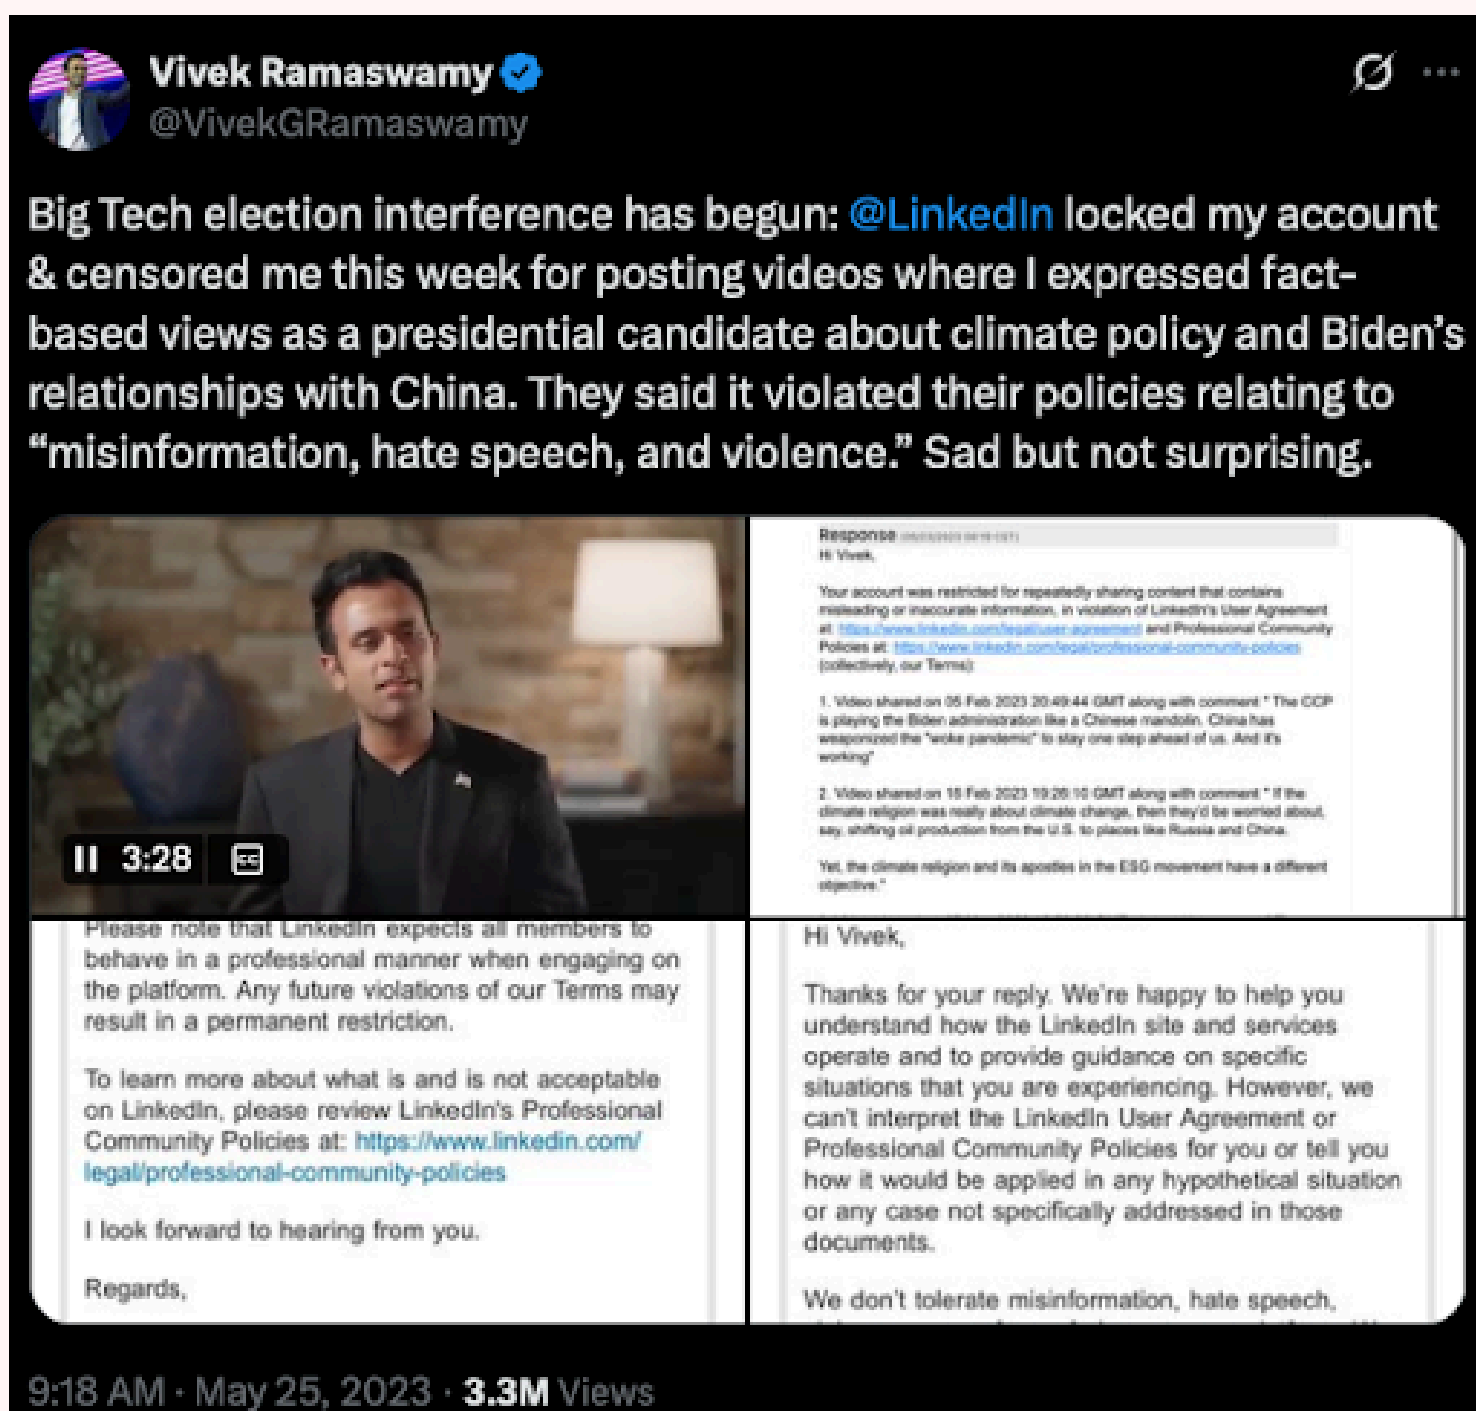 Vivek Ramaswamy
@VivekGRamaswamy
Big Tech election interference has begun: @LinkedIn locked my account
& censored me this week for posting videos where I expressed fact-
based views as a presidential candidate about climate policy and Biden’s
relationships with China. They said it violated their policies relating to
“misinformation, hate speech, and violence.” Sad but not surprising.
3:28
CC
Response
Hi Vivek,
Your account was restricted for repeatedly sharing content that contains
misleading or inaccurate information, in violation of LinkedIn's User Agreement
at: https://www.linkedin.com/legal/user-agreement and Professional Community
Policies at: https://www.linkedin.com/legal/professional-community-policies
(collectively, our Terms):
1. Video shared on 05 Feb 2023 20:49:44 GMT along with comment " The CCP
is playing the Biden administration like a Chinese mandolin. China has
weaponized the "woke pandemic" to stay one step ahead of us. And it's
working"
2. Video shared on 16 Feb 2023 19:26:10 GMT along with comment " If the
climate religion was really about climate change, then they'd be worried about,
say, shifting oil production from the U.S. to places like Russia and China.
Yet, the climate religion and its apostles in the ESG movement have a different
objective."
Please note that LinkedIn expects all members to
behave in a professional manner when engaging on
the platform. Any future violations of our Terms may
result in a permanent restriction.
To learn more about what is and is not acceptable
on LinkedIn, please review LinkedIn's Professional
Community Policies at: https://www.linkedin.com/
legal/professional-community-policies
I look forward to hearing from you.
Regards,
Hi Vivek,
Thanks for your reply. We're happy to help you
understand how the LinkedIn site and services
operate and to provide guidance on specific
situations that you are experiencing. However, we
can't interpret the LinkedIn User Agreement or
Professional Community Policies for you or tell you
how it would be applied in any hypothetical situation
or any case not specifically addressed in those
documents.
We don't tolerate misinformation, hate speech,
9:18 AM · May 25, 2023 · 3.3M Views